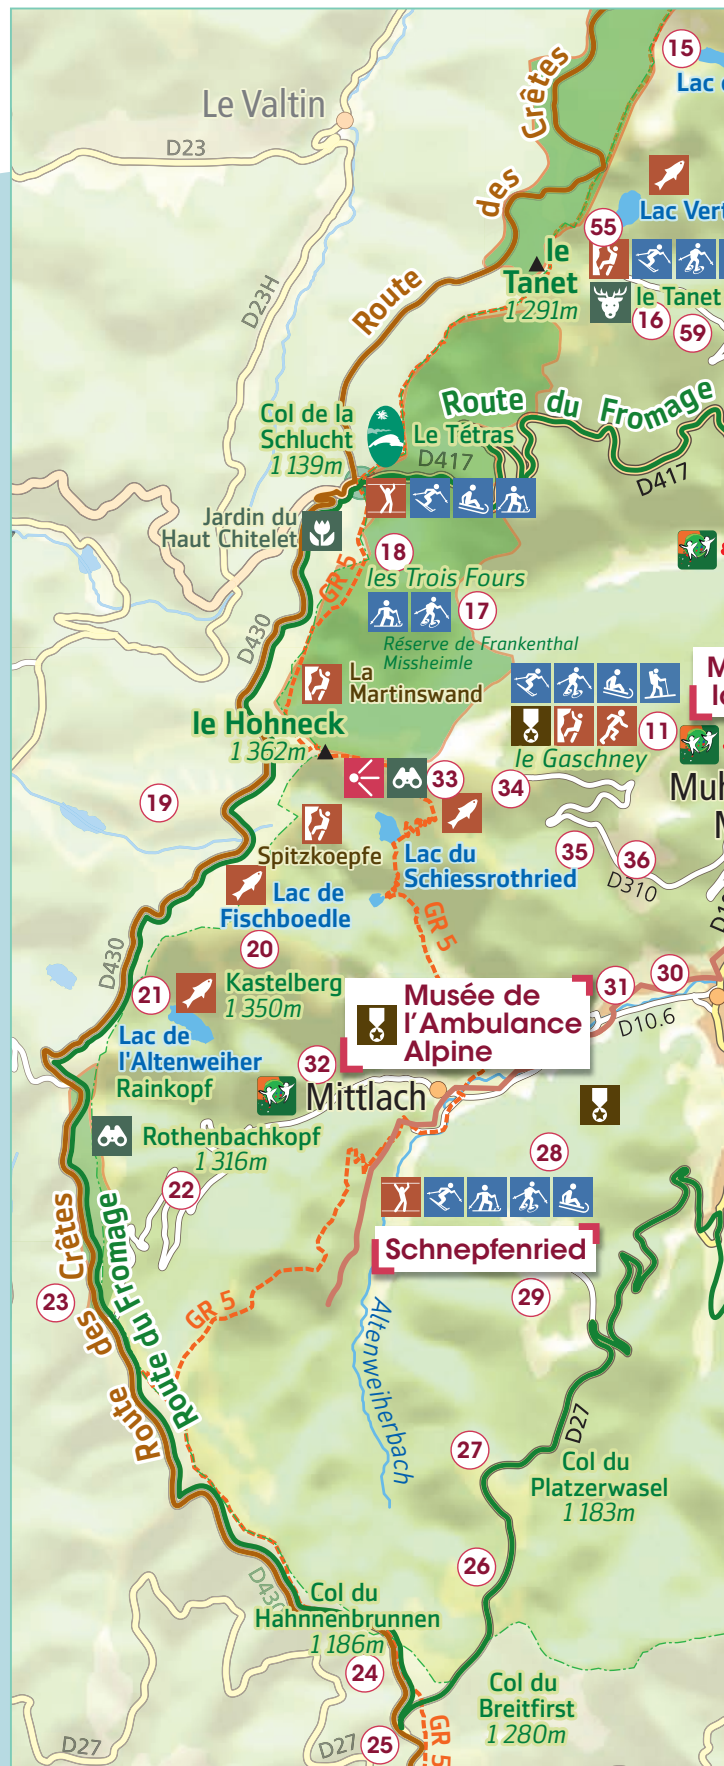 15
Lac
Crêtes
Le Valtin
D23
des
Lac Vert
55
le
Tanet
1 291m
le Tanet
16
59
D23H
Route
Route du Fromage
Col de la
Schlucht
1 139m
Le Tétras
D417
D417
Jardin du
Haut Chitelet
18
GR 5
les Trois Fours
17
D430
Réserve de Frankenthal
Missheimle
La
Martinswand
le Hohneck
1 362m
11
le Gaschney
33
34
19
Spitzkoepfe
Lac du
Schiessrothried
35
36
D310
Lac de
Fischboedle
GR 5
20
D430
21
Kastelberg
1 350m
31
30
Musée de
l'Ambulance
Alpine
D10.6
Lac de
l'Altenweiher
Rainkopf
32
Mittlach
Rothenbachkopf
1 316m
28
22
Schnepfenried
Route des Crêtes
Route du Fromage
23
GR 5
29
Altenweiherbach
D27
27
Col du
Platzerwasel
1 183m
26
D430
Col du
Hahnnenbrunnen
1 186m
24
Col du
Breitfirst
1 280m
GR 5
D27
D27
25